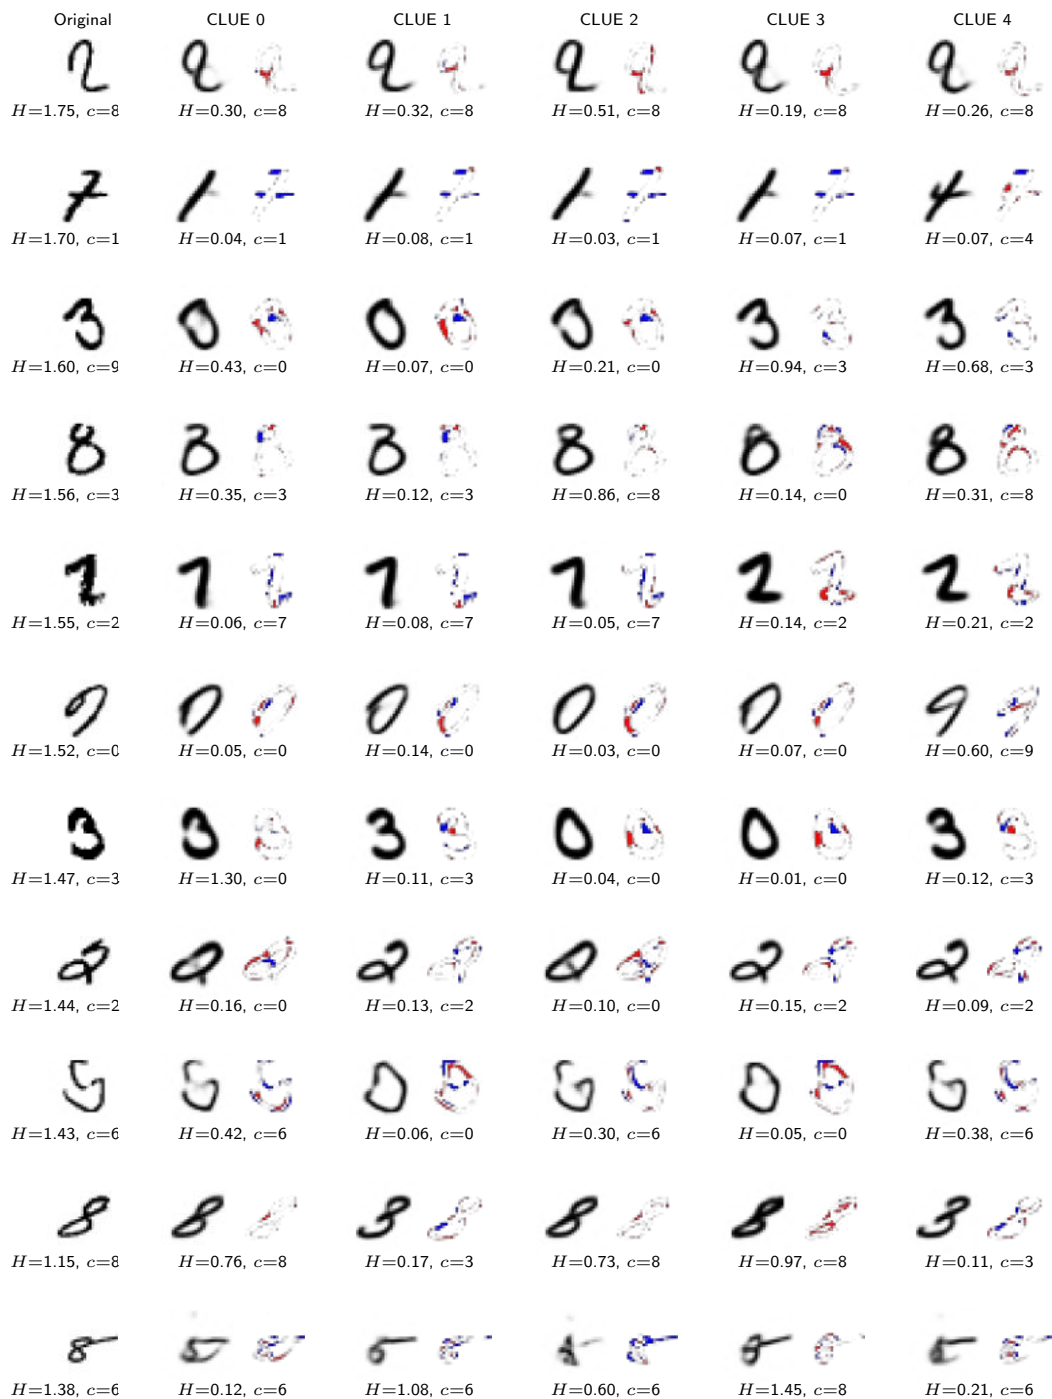 Original CLUE 0 CLUE 1 CLUE 2 CLUE 3 CLUE 4
H=1.75, c=8 H=0.30, c=8 H=0.32, c=8 H=0.51, c=8 H=0.19, c=8 H=0.26, c=8
H=1.70, c=1 H=0.04, c=1 H=0.08, c=1 H=0.03, c=1 H=0.07, c=1 H=0.07, c=4
H=1.60, c=9 H=0.43, c=0 H=0.07, c=0 H=0.21, c=0 H=0.94, c=3 H=0.68, c=3
H=1.56, c=3 H=0.35, c=3 H=0.12, c=3 H=0.86, c=8 H=0.14, c=0 H=0.31, c=8
H=1.55, c=2 H=0.06, c=7 H=0.08, c=7 H=0.05, c=7 H=0.14, c=2 H=0.21, c=2
H=1.52, c=0 H=0.05, c=0 H=0.14, c=0 H=0.03, c=0 H=0.07, c=0 H=0.60, c=9
H=1.47, c=3 H=1.30, c=0 H=0.11, c=3 H=0.04, c=0 H=0.01, c=0 H=0.12, c=3
H=1.44, c=2 H=0.16, c=0 H=0.13, c=2 H=0.10, c=0 H=0.15, c=2 H=0.09, c=2
H=1.43, c=6 H=0.42, c=6 H=0.06, c=0 H=0.30, c=6 H=0.05, c=0 H=0.38, c=6
H=1.15, c=8 H=0.76, c=8 H=0.17, c=3 H=0.73, c=8 H=0.97, c=8 H=0.11, c=3
H=1.38, c=6 H=0.12, c=6 H=1.08, c=6 H=0.60, c=6 H=1.45, c=8 H=0.21, c=6